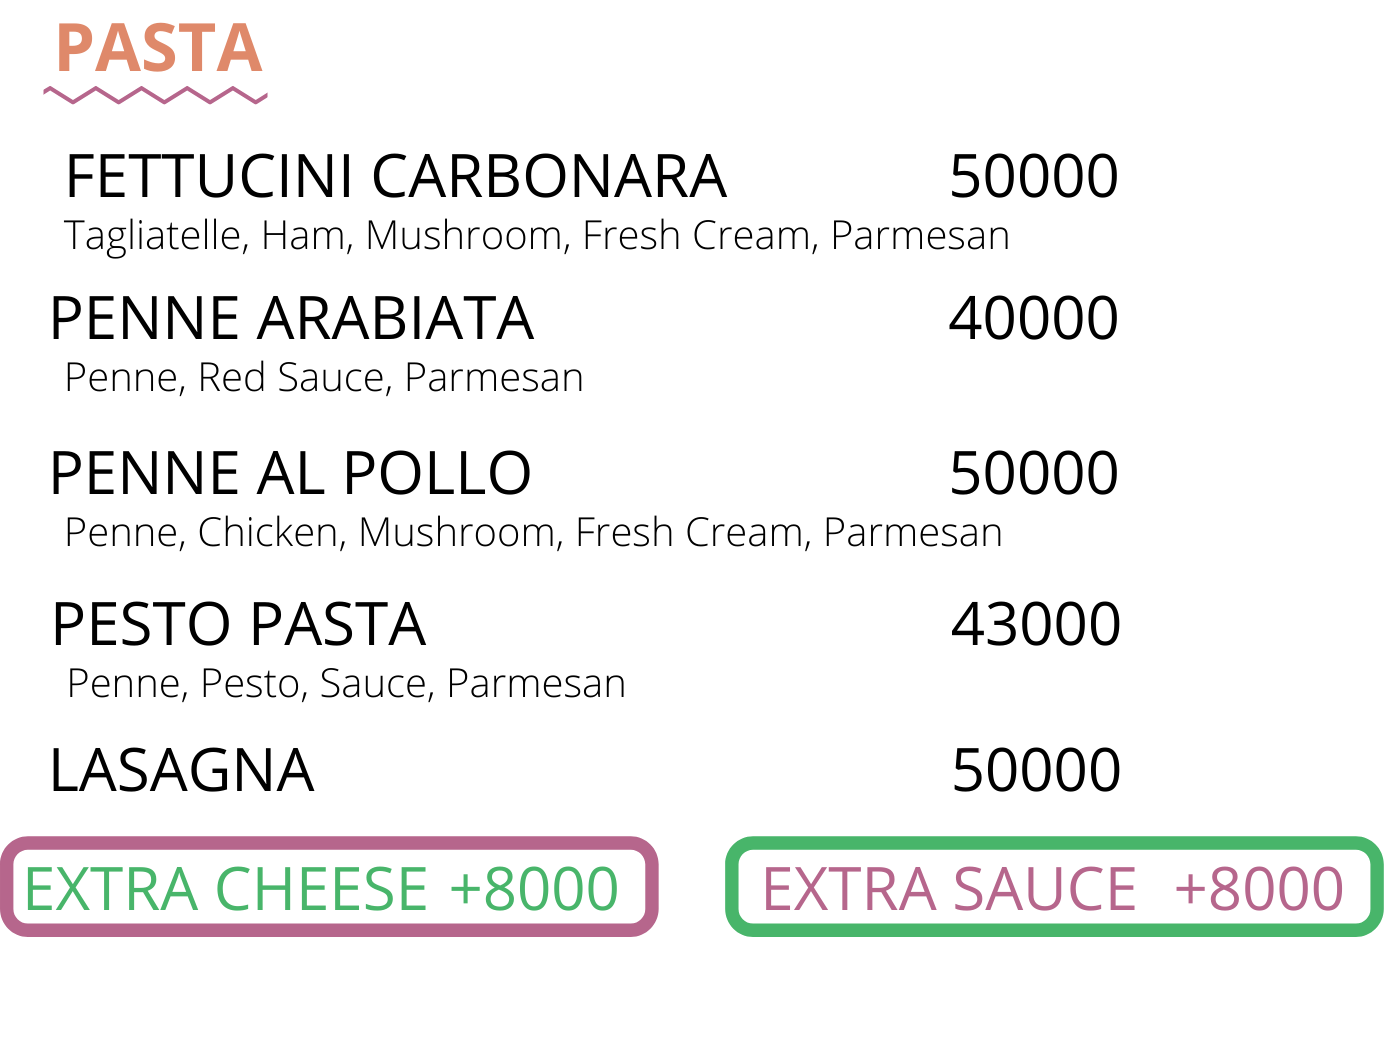 PASTA
FETTUCINI CARBONARA 50000
Tagliatelle, Ham, Mushroom, Fresh Cream, Parmesan
PENNE ARABIATA 40000
Penne, Red Sauce, Parmesan
PENNE AL POLLO 50000
Penne, Chicken, Mushroom, Fresh Cream, Parmesan
PESTO PASTA 43000
Penne, Pesto, Sauce, Parmesan
LASAGNA 50000
EXTRA CHEESE +8000
EXTRA SAUCE +8000